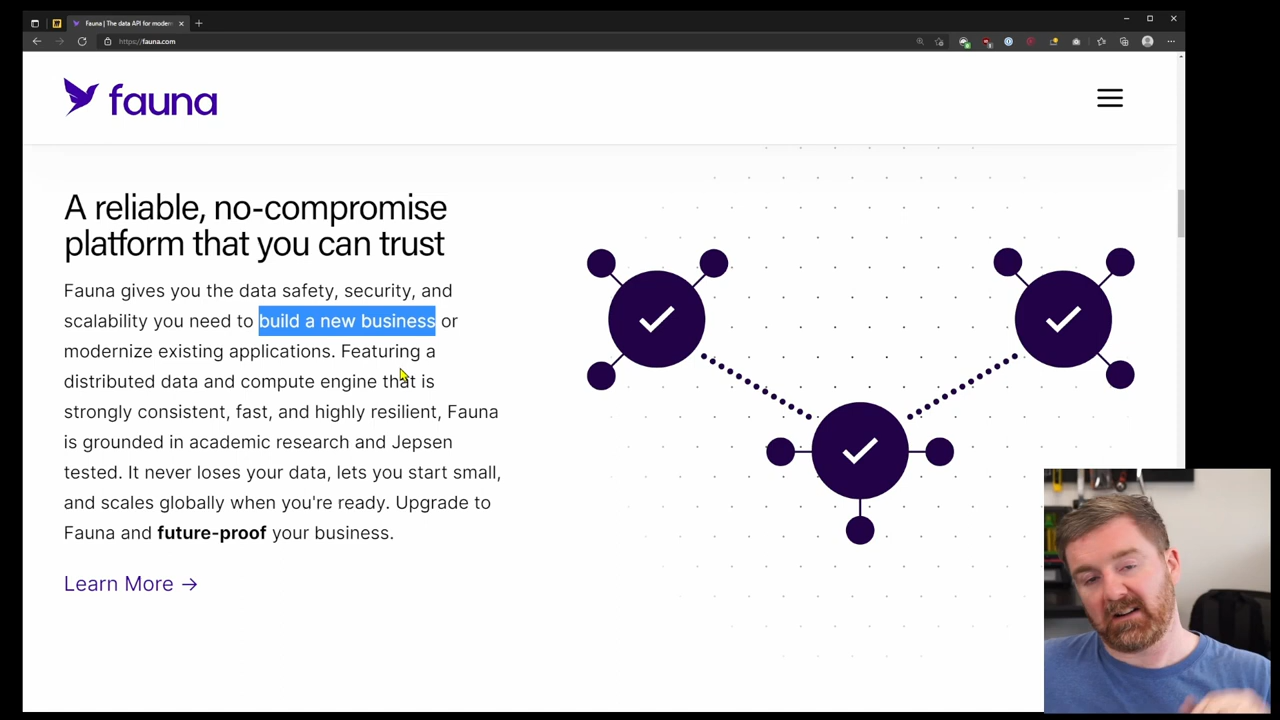 Fauna | The data API for moder
https://fauna.com
fauna
A reliable, no-compromise
platform that you can trust
Fauna gives you the data safety, security, and
scalability you need to build a new business or
modernize existing applications. Featuring a
distributed data and compute engine that is
strongly consistent, fast, and highly resilient, Fauna
is grounded in academic research and Jepsen
tested. It never loses your data, lets you start small,
and scales globally when you're ready. Upgrade to
Fauna and future-proof your business.
Learn More →